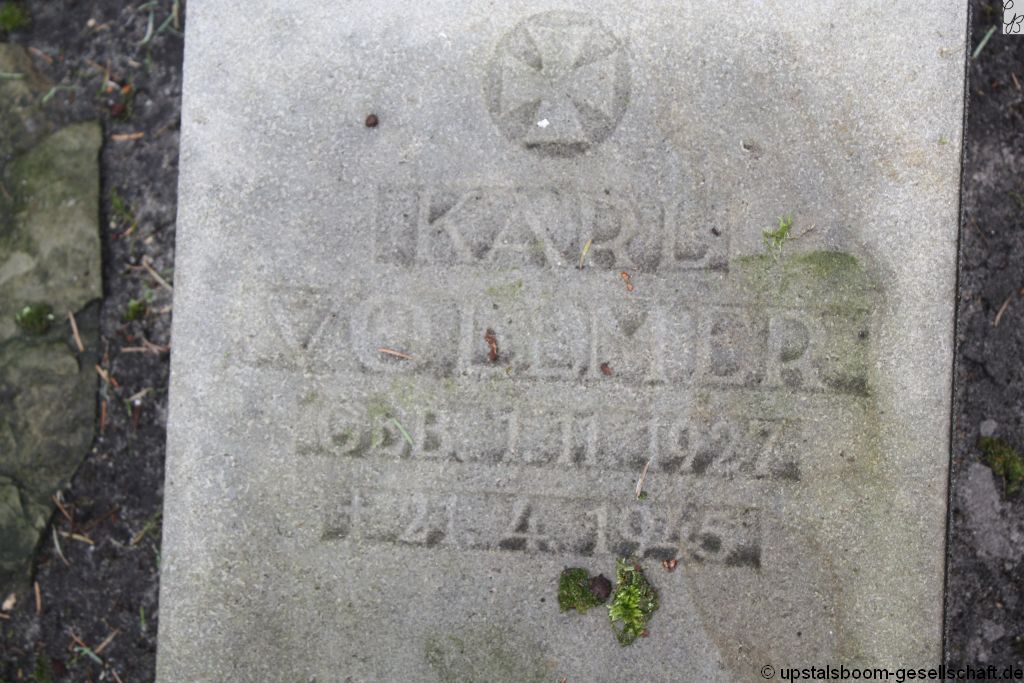 KARL
VOLLMER
GEB. 1.11.1927
† 21.4.1945
© upstalsboom-gesellschaft.de